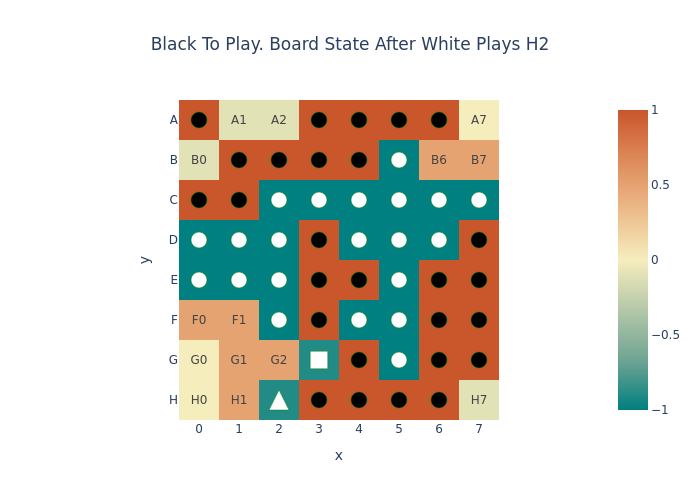 Black To Play. Board State After White Plays H2
A A1 A2 A7 1
B B0 B6 B7
C 0.5
D
y E 0
F F0 F1
G G0 G1 G2 −0.5
H H0 H1 H7 −1
0 1 2 3 4 5 6 7
x